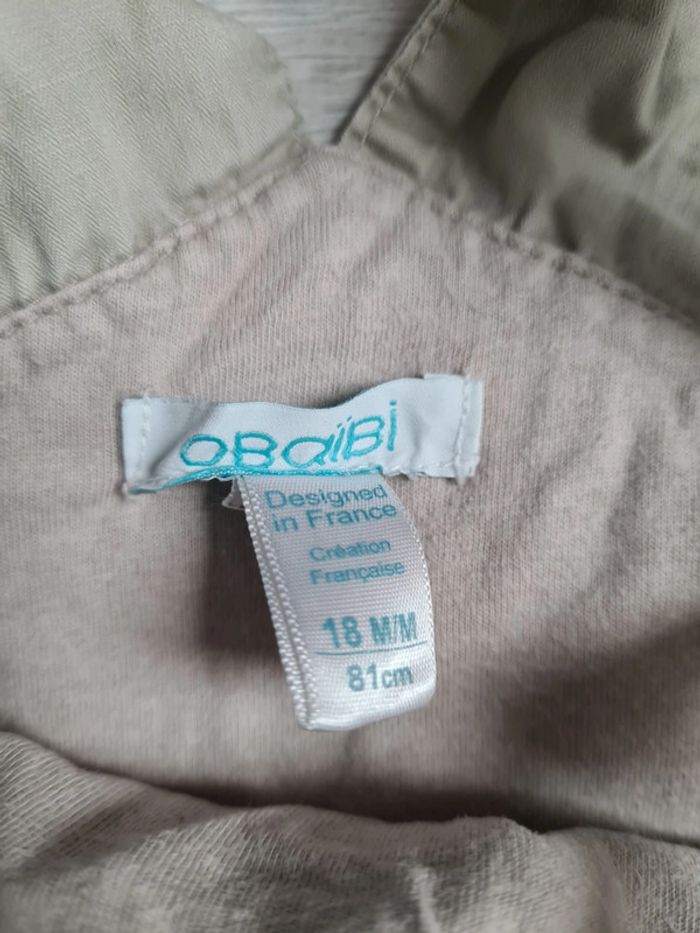 OBaïBi
Designed
in France
Création
Française
18 M/M
81cm